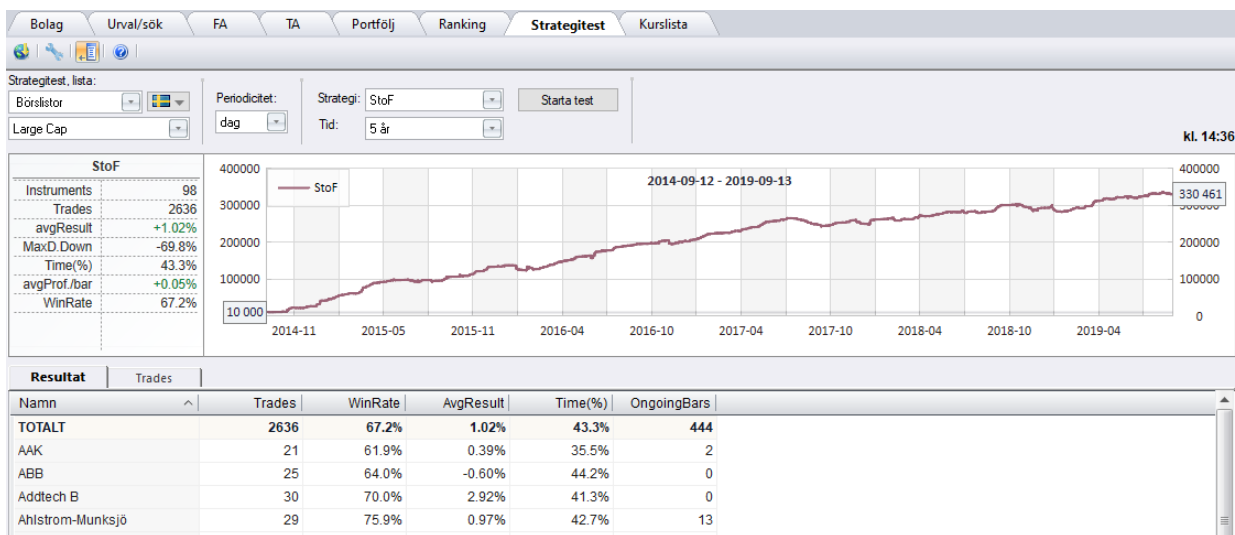 Bolag Urval/sök FA TA Portfölj Ranking Strategitest Kurslista
Strategitest, lista:
Börslistor
Large Cap
Periodicitet:
dag
Strategi: StoF
Tid: 5 år
Starta test
kl. 14:36
StoF
Instruments 98
Trades 2636
avgResult +1.02%
MaxD.Down -69.8%
Time(%) 43.3%
avgProf./bar +0.05%
WinRate 67.2%
StoF
2014-09-12 - 2019-09-13
400000
300000
200000
100000
10 000
400000
330 461
300000
200000
100000
0
2014-11 2015-05 2015-11 2016-04 2016-10 2017-04 2017-10 2018-04 2018-10 2019-04
Resultat Trades
Namn Trades WinRate AvgResult Time(%) OngoingBars
TOTALT 2636 67.2% 1.02% 43.3% 444
AAK 21 61.9% 0.39% 35.5% 2
ABB 25 64.0% -0.60% 44.2% 0
Addtech B 30 70.0% 2.92% 41.3% 0
Ahlstrom-Munksjö 29 75.9% 0.97% 42.7% 13